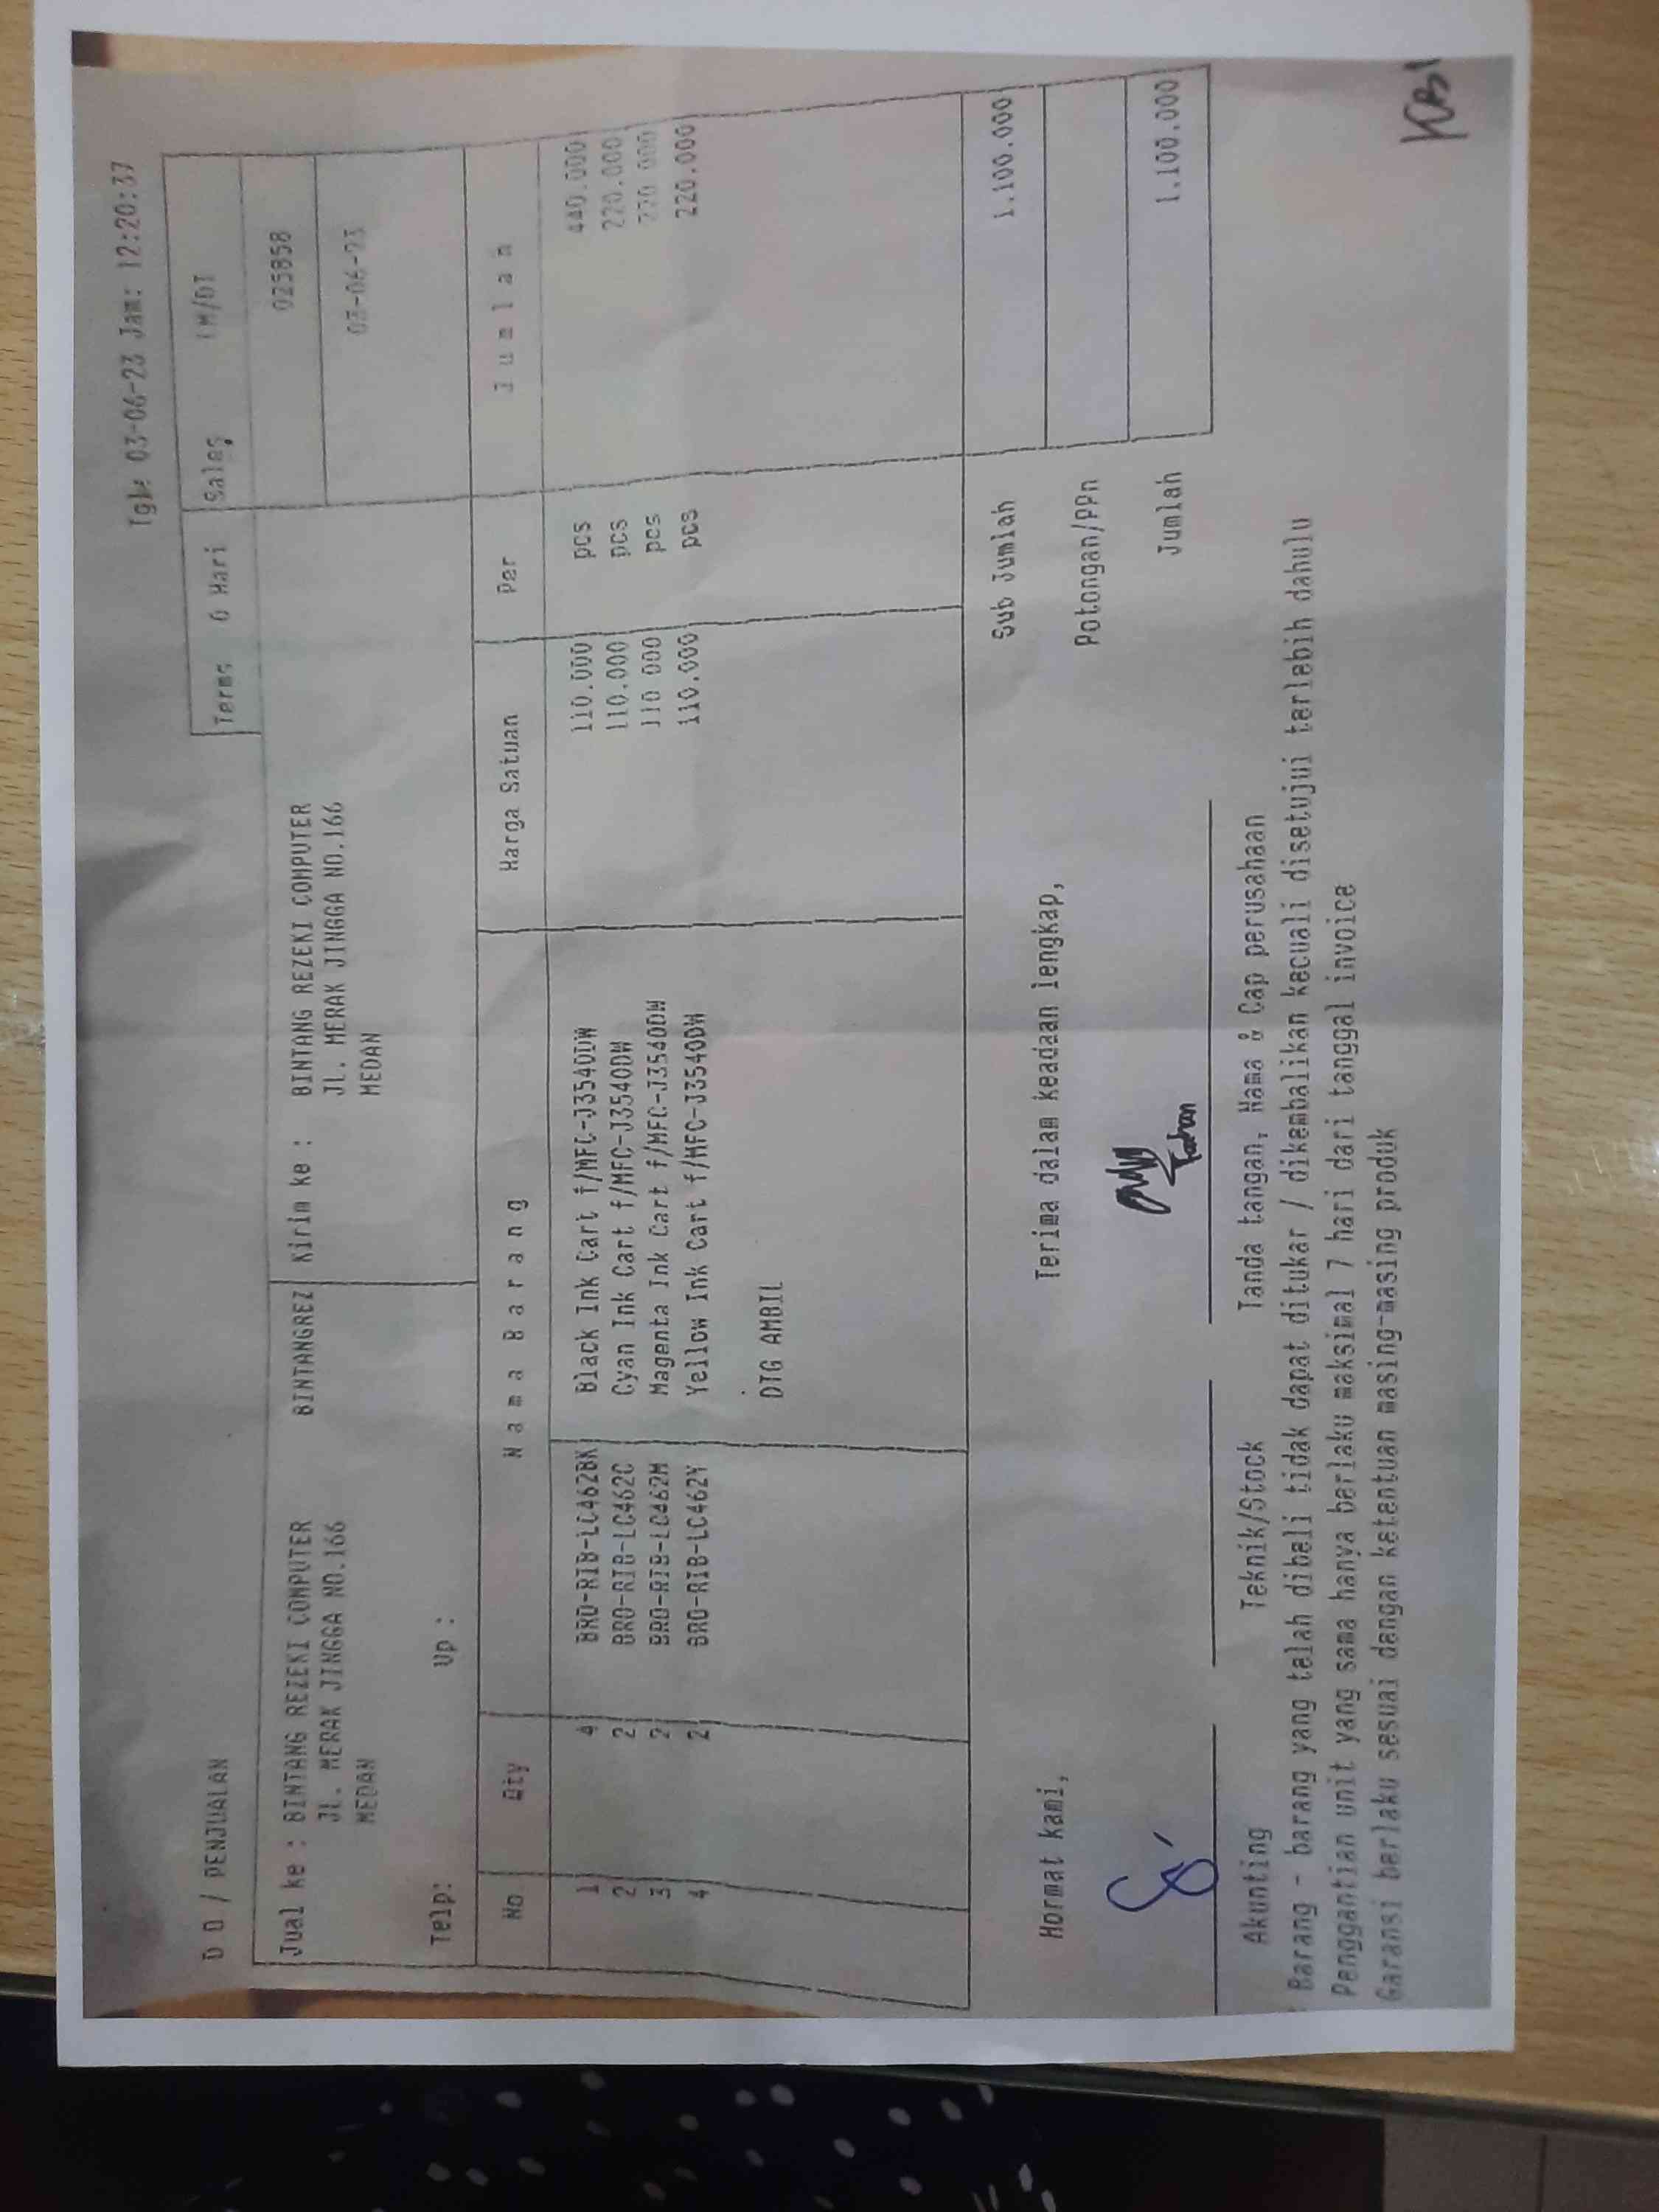 Tgl: 03-06-23 Jam: 12:20:37
D O / PENJUALAN
Terms 0 Hari Sales LM/DI
Jual ke : BINTANG REZEKI COMPUTER BINTANGREZ Kirim ke : BINTANG REZEKI COMPUTER 025858
JL. MERAK JINGGA NO.166 JL. MERAK JINGGA NO.166
MEDAN MEDAN 03-06-23
Telp: Up :
No Qty Nama Barang Harga Satuan Per Jumlah
1 4 BRO-RIB-LC462BK Black Ink Cart f/MFC-J3540DW 110.000 pcs 440.000
2 2 BRO-RIB-LC462C Cyan Ink Cart f/MFC-J3540DW 110.000 pcs 220.000
3 2 BRO-RIB-LC462M Magenta Ink Cart f/MFC-J3540DW 110 000 pcs 220 000
4 2 BRO-RIB-LC462Y Yellow Ink Cart f/MFC-J3540DW 110.000 pcs 220.000
DTG AMBIL
Sub Jumlah 1.100.000
Hormat kami, Terima dalam keadaan lengkap,
Potongan/PPn
Jumlah 1.100.000
Akunting Teknik/Stock Tanda tangan, Nama & Cap perusahaan
Barang - barang yang telah dibeli tidak dapat ditukar / dikembalikan kecuali disetujui terlebih dahulu
Penggantian unit yang sama hanya berlaku maksimal 7 hari dari tanggal invoice
Garansi berlaku sesuai dengan ketentuan masing-masing produk